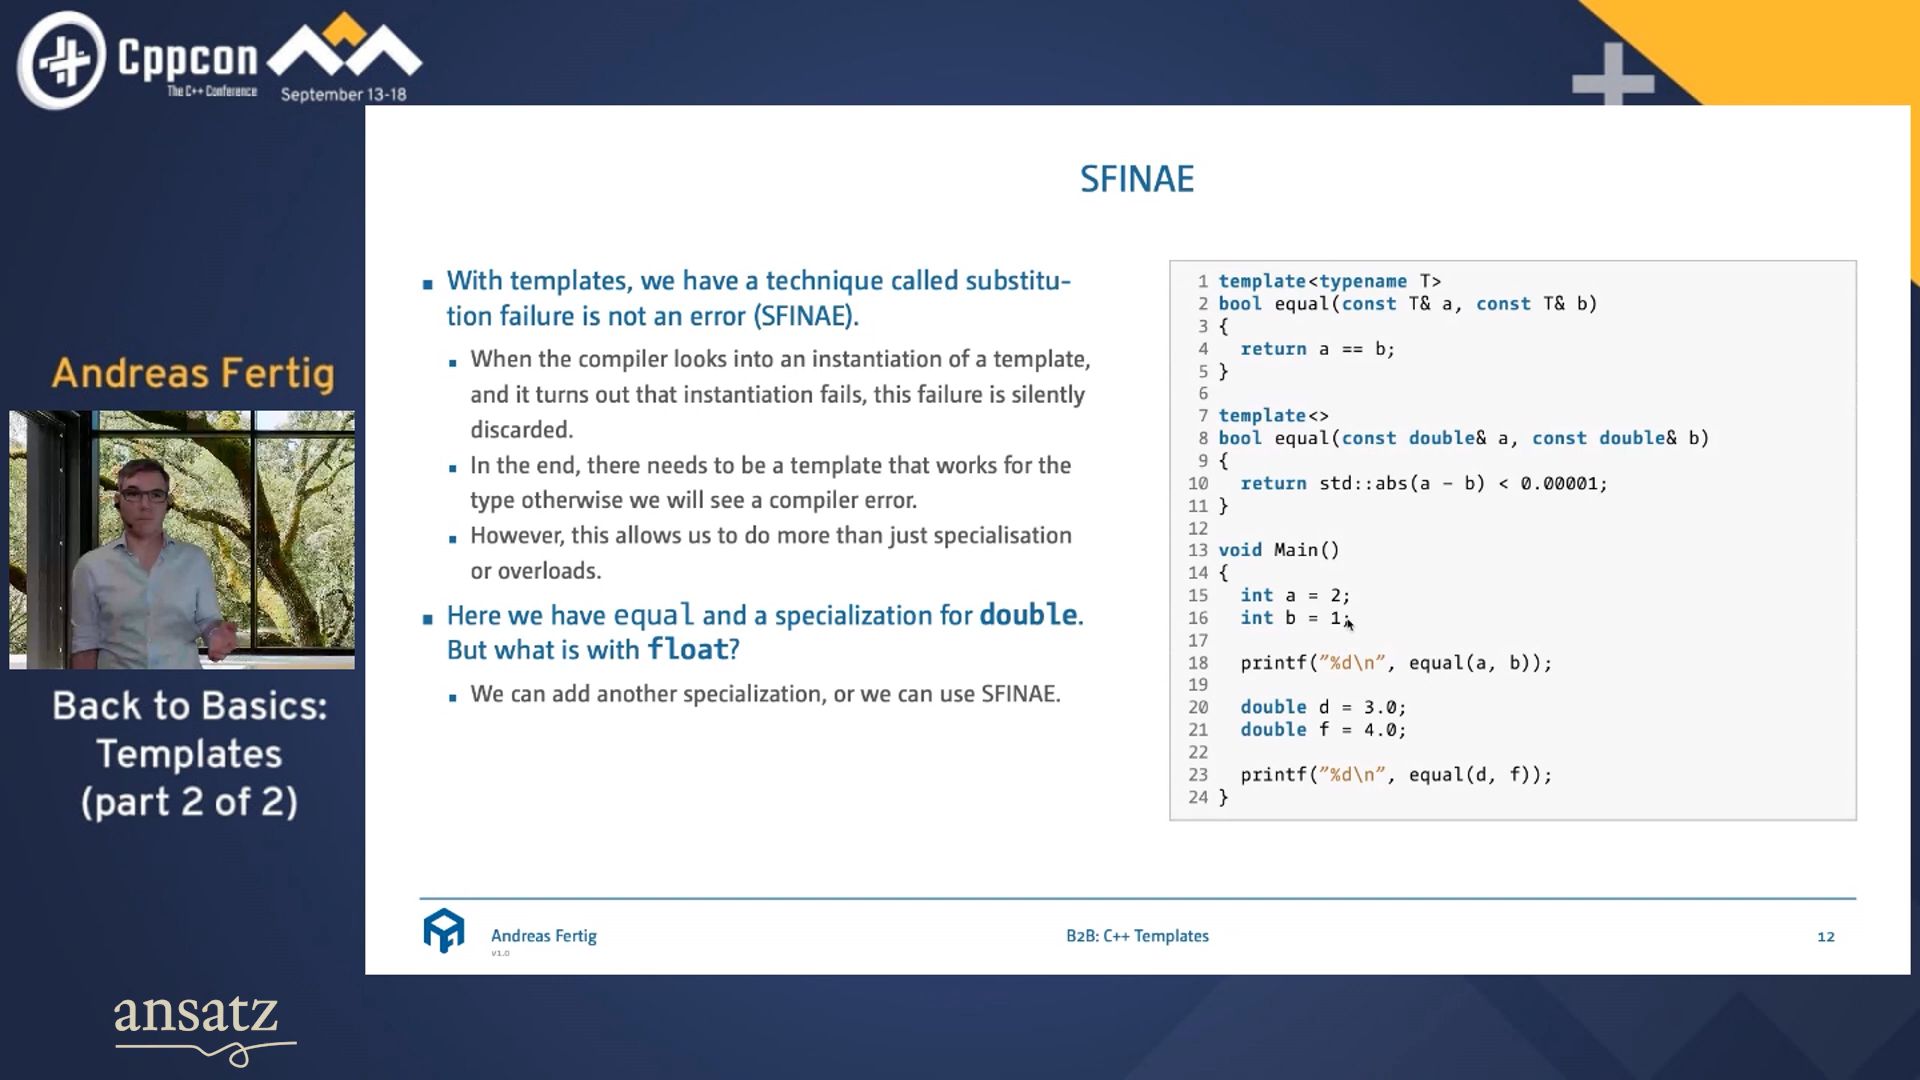 Cppcon
The C++ Conference
September 13-18
Andreas Fertig
Back to Basics:
Templates
(part 2 of 2)
ansatz
SFINAE
▪ With templates, we have a technique called substitu-
tion failure is not an error (SFINAE).
▪ When the compiler looks into an instantiation of a template,
and it turns out that instantiation fails, this failure is silently
discarded.
▪ In the end, there needs to be a template that works for the
type otherwise we will see a compiler error.
▪ However, this allows us to do more than just specialisation
or overloads.
▪ Here we have equal and a specialization for double.
But what is with float?
▪ We can add another specialization, or we can use SFINAE.
1 template<typename T>
2 bool equal(const T& a, const T& b)
3 {
4   return a == b;
5 }
6
7 template<>
8 bool equal(const double& a, const double& b)
9 {
10   return std::abs(a - b) < 0.00001;
11 }
12
13 void Main()
14 {
15   int a = 2;
16   int b = 1;
17
18   printf("%d\n", equal(a, b));
19
20   double d = 3.0;
21   double f = 4.0;
22
23   printf("%d\n", equal(d, f));
24 }
Andreas Fertig
v1.0
B2B: C++ Templates
12